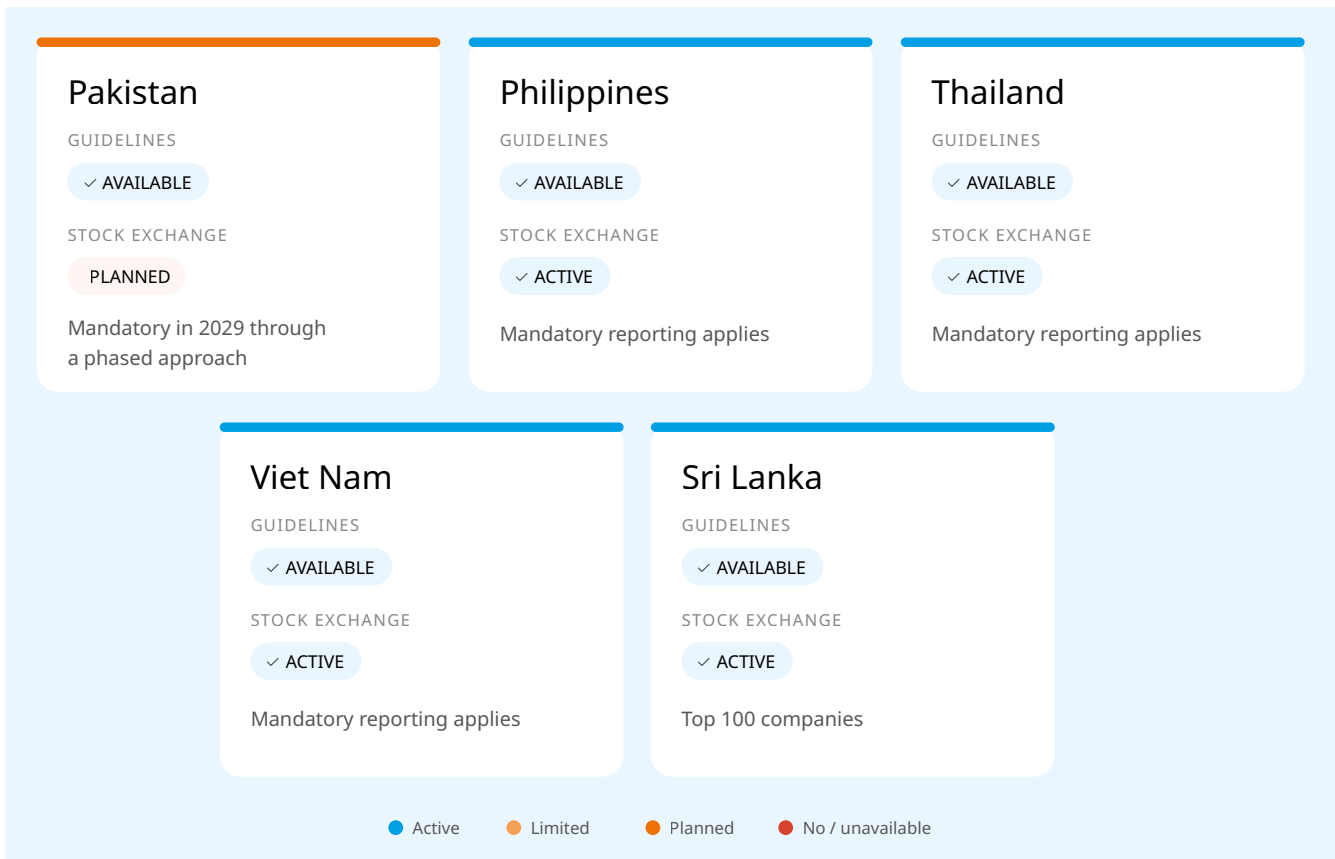 Pakistan
GUIDELINES
✓ AVAILABLE
STOCK EXCHANGE
PLANNED
Mandatory in 2029 through
a phased approach
Philippines
GUIDELINES
✓ AVAILABLE
STOCK EXCHANGE
✓ ACTIVE
Mandatory reporting applies
Thailand
GUIDELINES
✓ AVAILABLE
STOCK EXCHANGE
✓ ACTIVE
Mandatory reporting applies
Viet Nam
GUIDELINES
✓ AVAILABLE
STOCK EXCHANGE
✓ ACTIVE
Mandatory reporting applies
Sri Lanka
GUIDELINES
✓ AVAILABLE
STOCK EXCHANGE
✓ ACTIVE
Top 100 companies
Active
Limited
Planned
No / unavailable